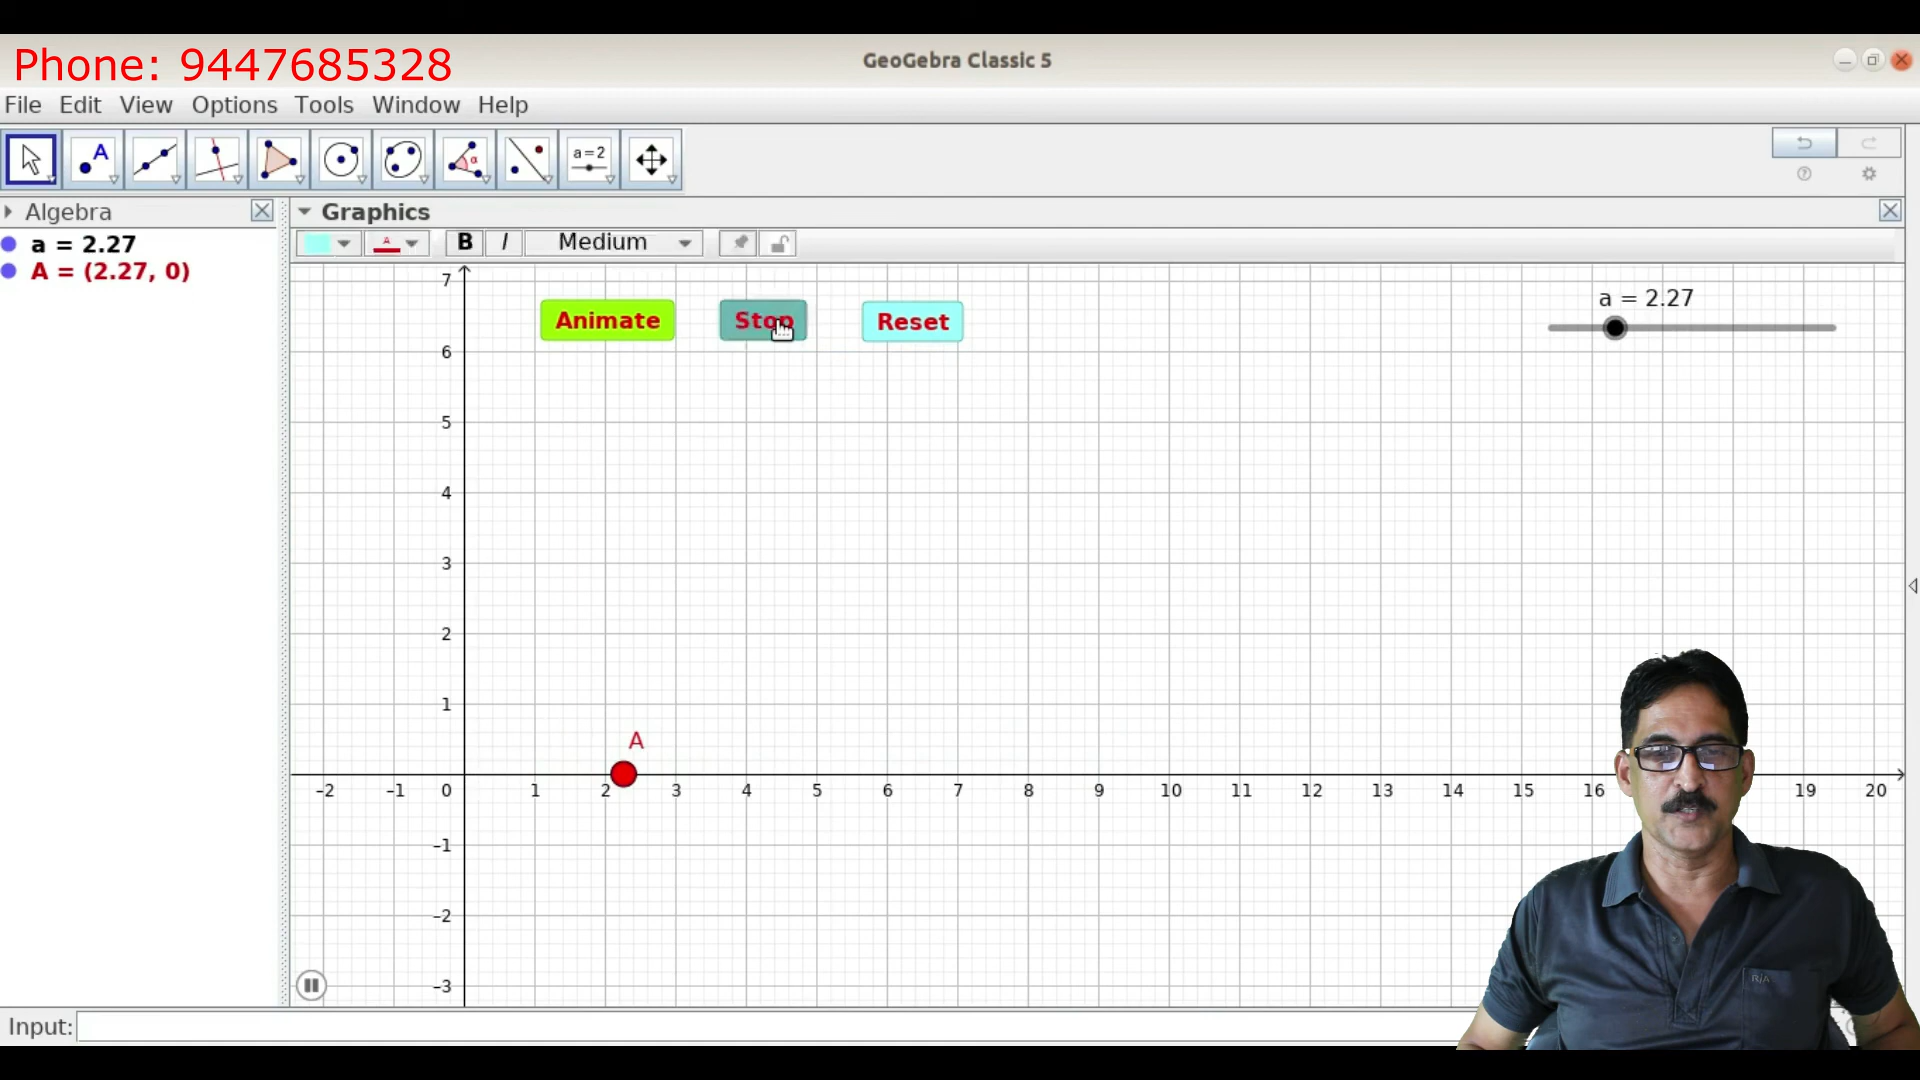 Phone: 9447685328
GeoGebra Classic 5
File Edit View Options Tools Window Help
A
α
a=2
Algebra
Graphics
a = 2.27
A = (2.27, 0)
A
B I Medium
Animate
Stop
Reset
a = 2.27
7
6
5
4
3
2
1
A
-2 -1 0 1 2 3 4 5 6 7 8 9 10 11 12 13 14 15 16 19 20
-1
-2
-3
R/A
Input: